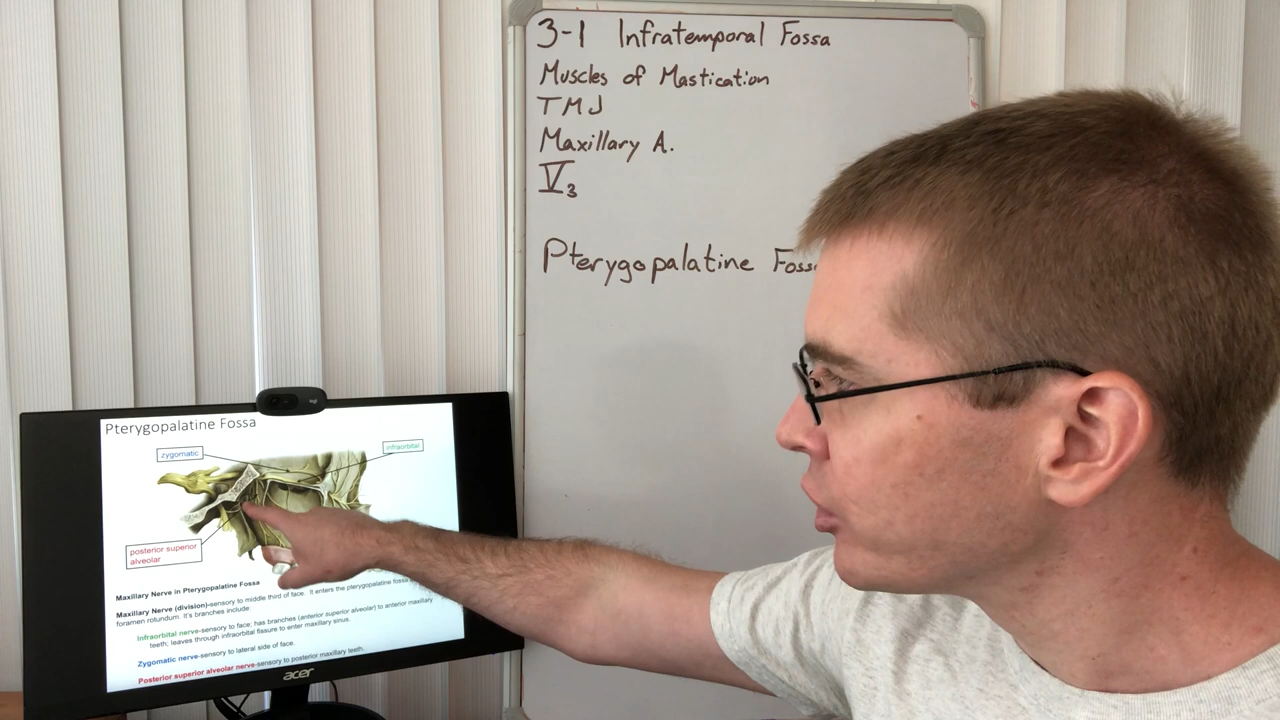 3-1 Infratemporal Fossa
Muscles of Mastication
TMJ
Maxillary A.
V3
Pterygopalatine Foss
Pterygopalatine Fossa
zygomatic
infraorbital
posterior superior
alveolar
Maxillary Nerve in Pterygopalatine Fossa
Maxillary Nerve (division)-sensory to middle third of face. It enters the pterygopalatine fossa
foramen rotundum. It's branches include:
Infraorbital nerve-sensory to face; has branches (anterior superior alveolar) to anterior maxillary
teeth; leaves through infraorbital fissure to enter maxillary sinus.
Zygomatic nerve-sensory to lateral side of face.
Posterior superior alveolar nerve-sensory to posterior maxillary teeth.
acer
logi